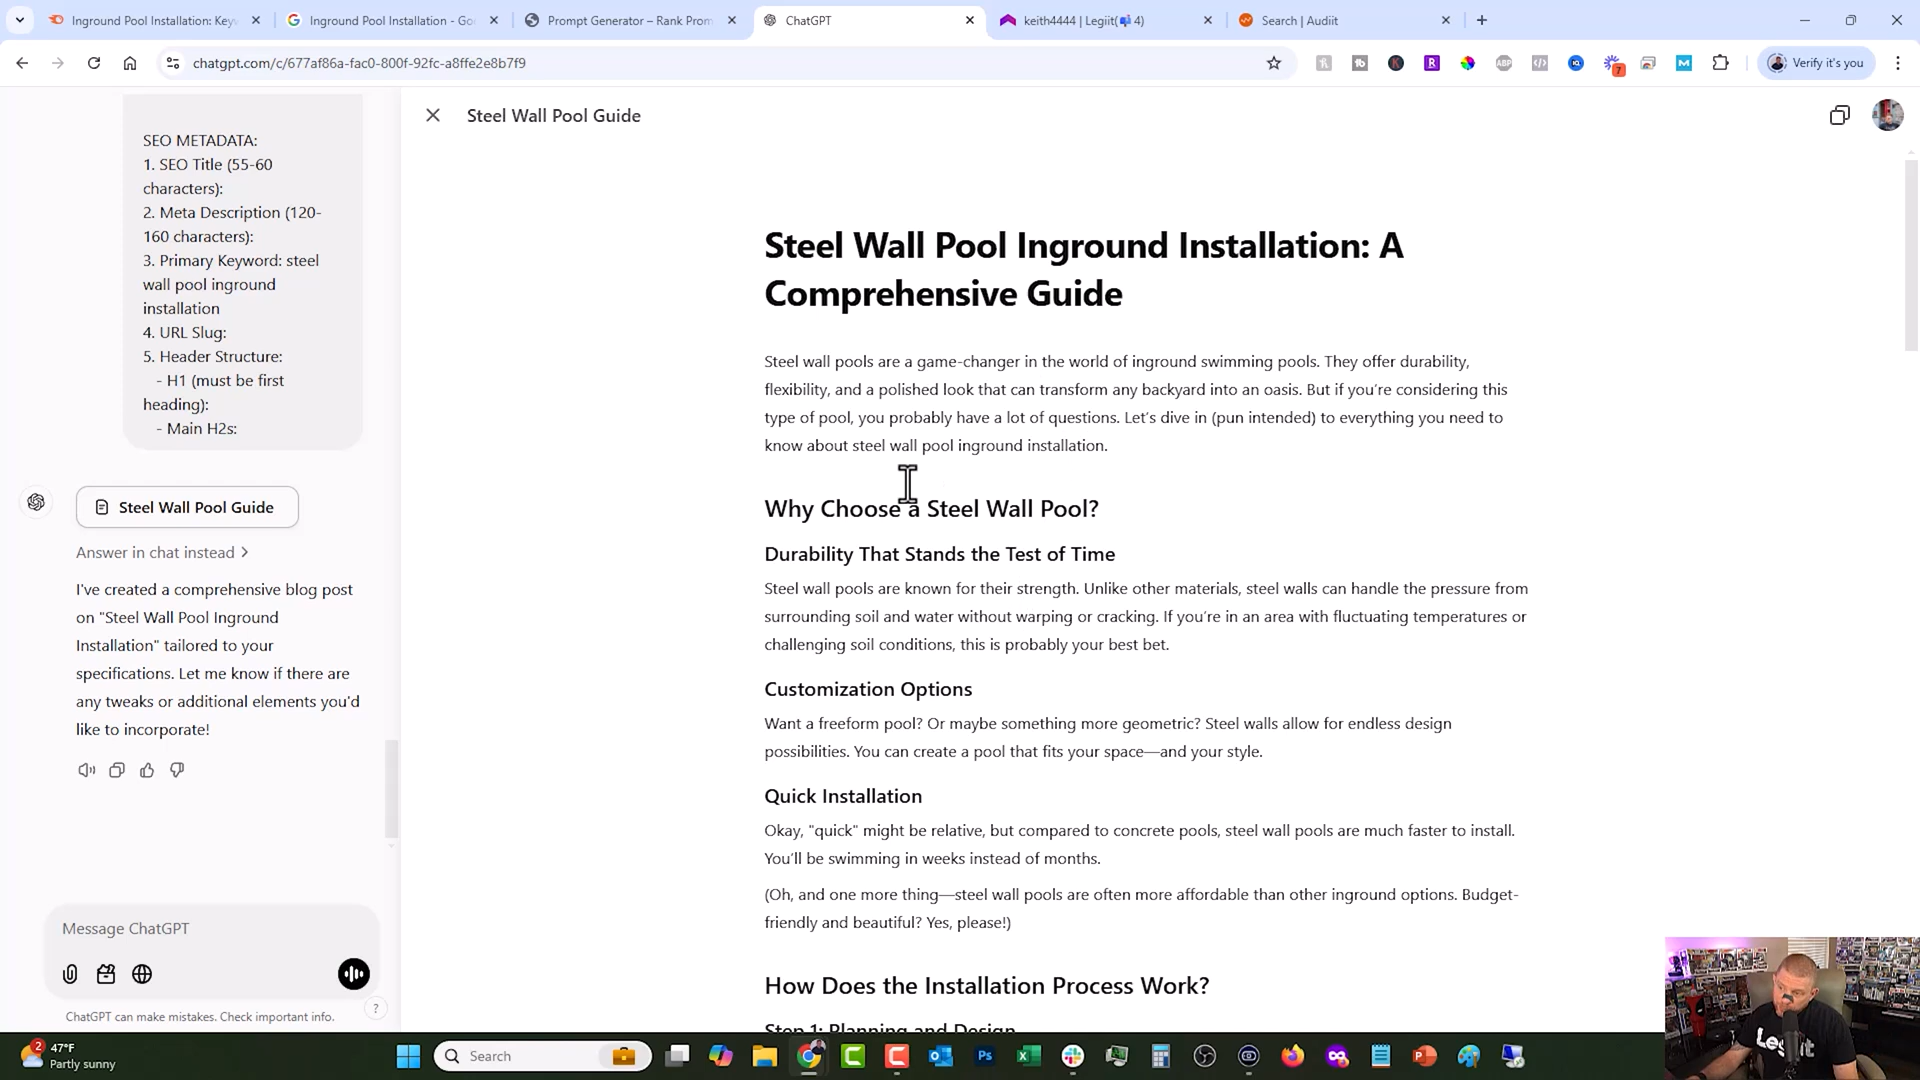 Inground Pool Installation: Keyw
Inground Pool Installation - Goo
Prompt Generator – Rank Prom
ChatGPT
keith4444 | Legiit(📬 4)
Search | Audiit
chatgpt.com/c/677af86a-fac0-800f-92fc-a8ffe2e8b7f9
ABP
7
Verify it's you
SEO METADATA:
1. SEO Title (55-60
characters):
2. Meta Description (120-
160 characters):
3. Primary Keyword: steel
wall pool inground
installation
4. URL Slug:
5. Header Structure:
- H1 (must be first
heading):
- Main H2s:
Steel Wall Pool Guide
Answer in chat instead >
I've created a comprehensive blog post
on "Steel Wall Pool Inground
Installation" tailored to your
specifications. Let me know if there are
any tweaks or additional elements you'd
like to incorporate!
Message ChatGPT
ChatGPT can make mistakes. Check important info.
?
Steel Wall Pool Guide
Steel Wall Pool Inground Installation: A
Comprehensive Guide
Steel wall pools are a game-changer in the world of inground swimming pools. They offer durability,
flexibility, and a polished look that can transform any backyard into an oasis. But if you're considering this
type of pool, you probably have a lot of questions. Let's dive in (pun intended) to everything you need to
know about steel wall pool inground installation.
Why Choose a Steel Wall Pool?
Durability That Stands the Test of Time
Steel wall pools are known for their strength. Unlike other materials, steel walls can handle the pressure from
surrounding soil and water without warping or cracking. If you're in an area with fluctuating temperatures or
challenging soil conditions, this is probably your best bet.
Customization Options
Want a freeform pool? Or maybe something more geometric? Steel walls allow for endless design
possibilities. You can create a pool that fits your space—and your style.
Quick Installation
Okay, "quick" might be relative, but compared to concrete pools, steel wall pools are much faster to install.
You'll be swimming in weeks instead of months.
(Oh, and one more thing—steel wall pools are often more affordable than other inground options. Budget-
friendly and beautiful? Yes, please!)
How Does the Installation Process Work?
Step 1: Planning and Design
2
47°F
Partly sunny
Search
Ps